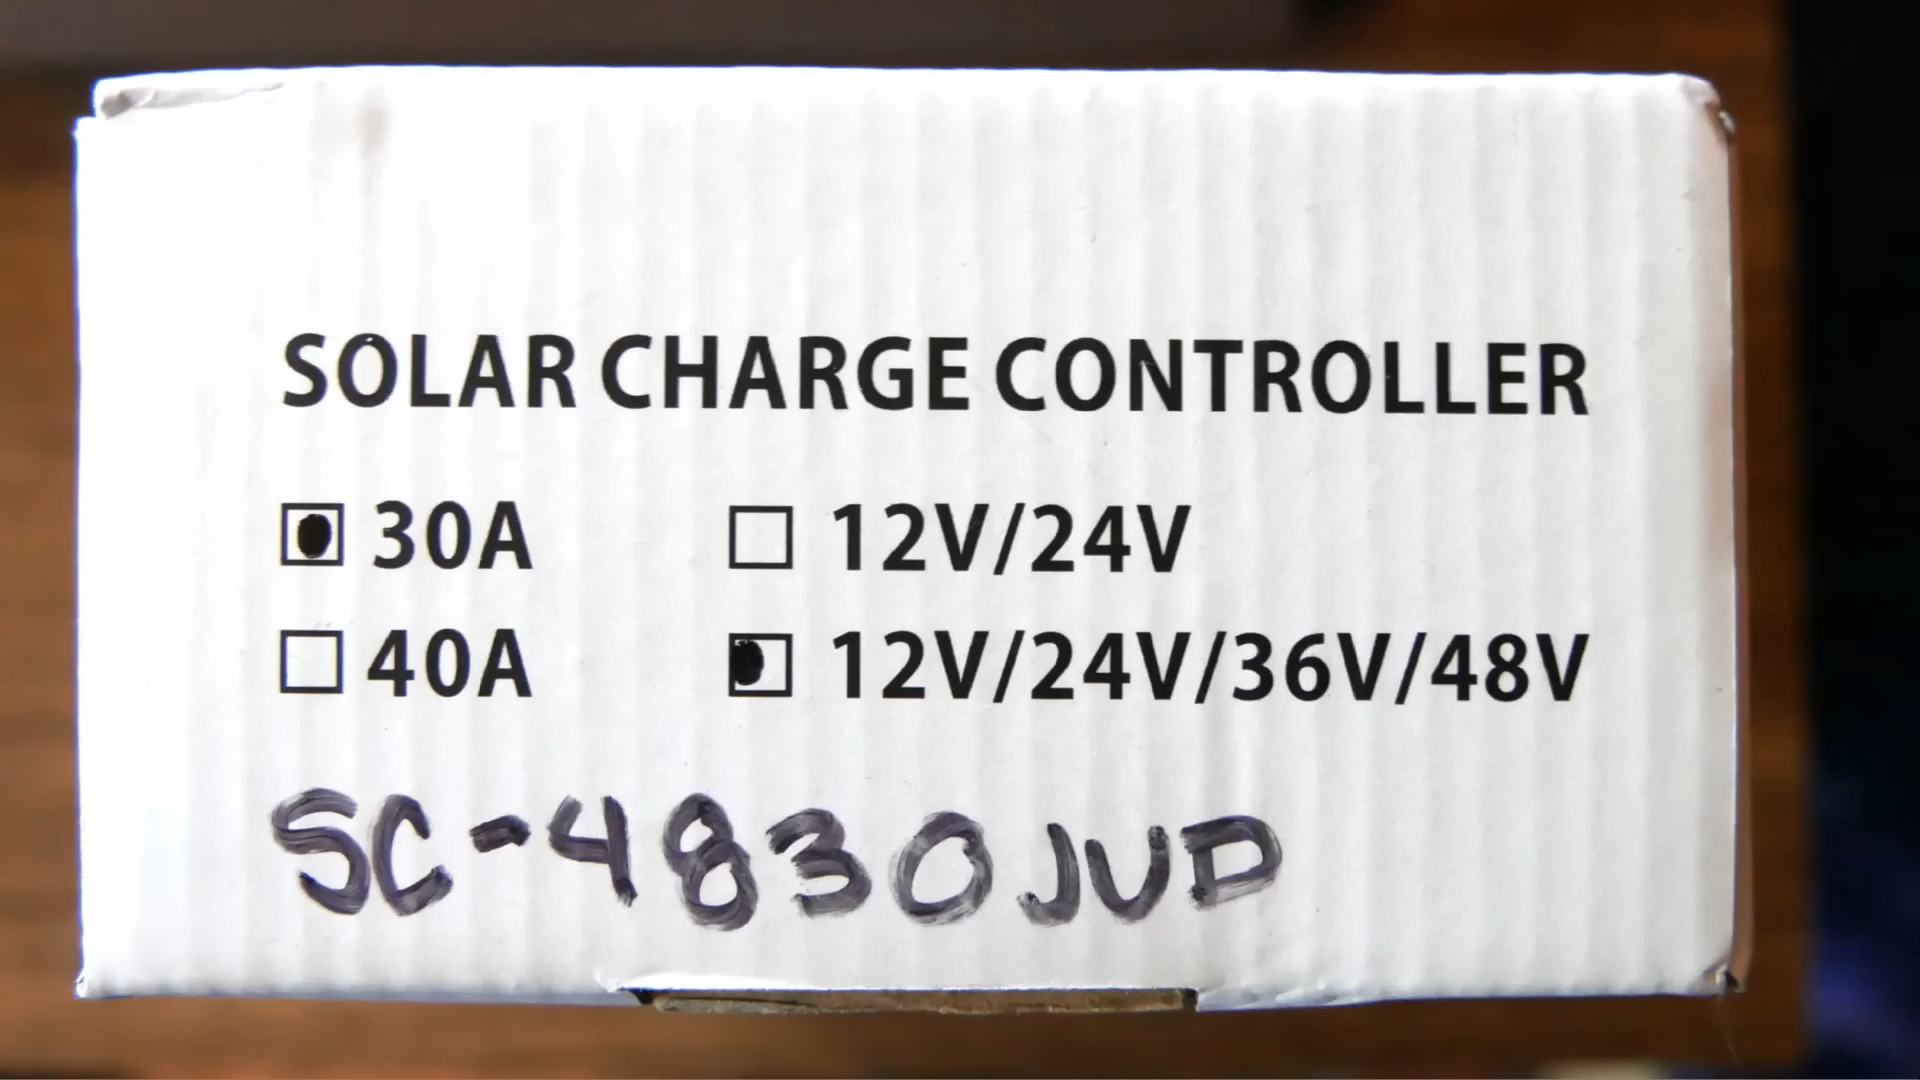 SOLAR CHARGE CONTROLLER
30A 12V/24V
40A 12V/24V/36V/48V
SC-4830JUD